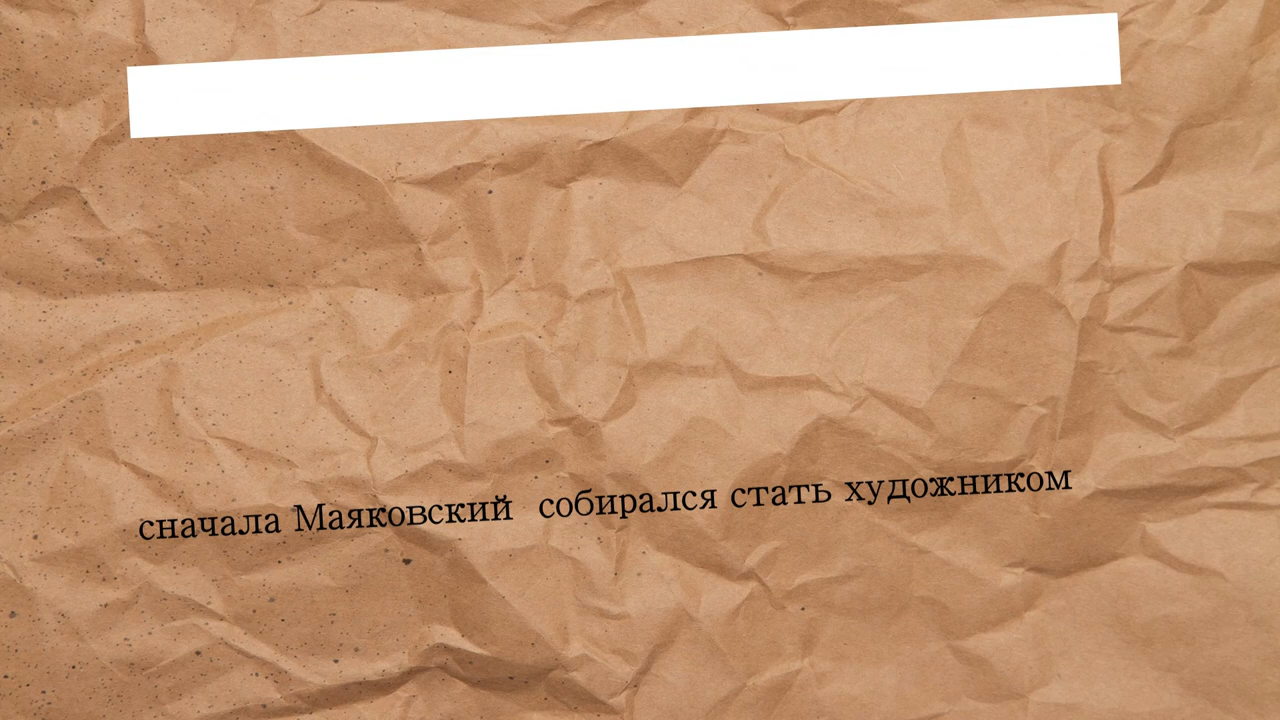 сначала Маяковский собирался стать художником